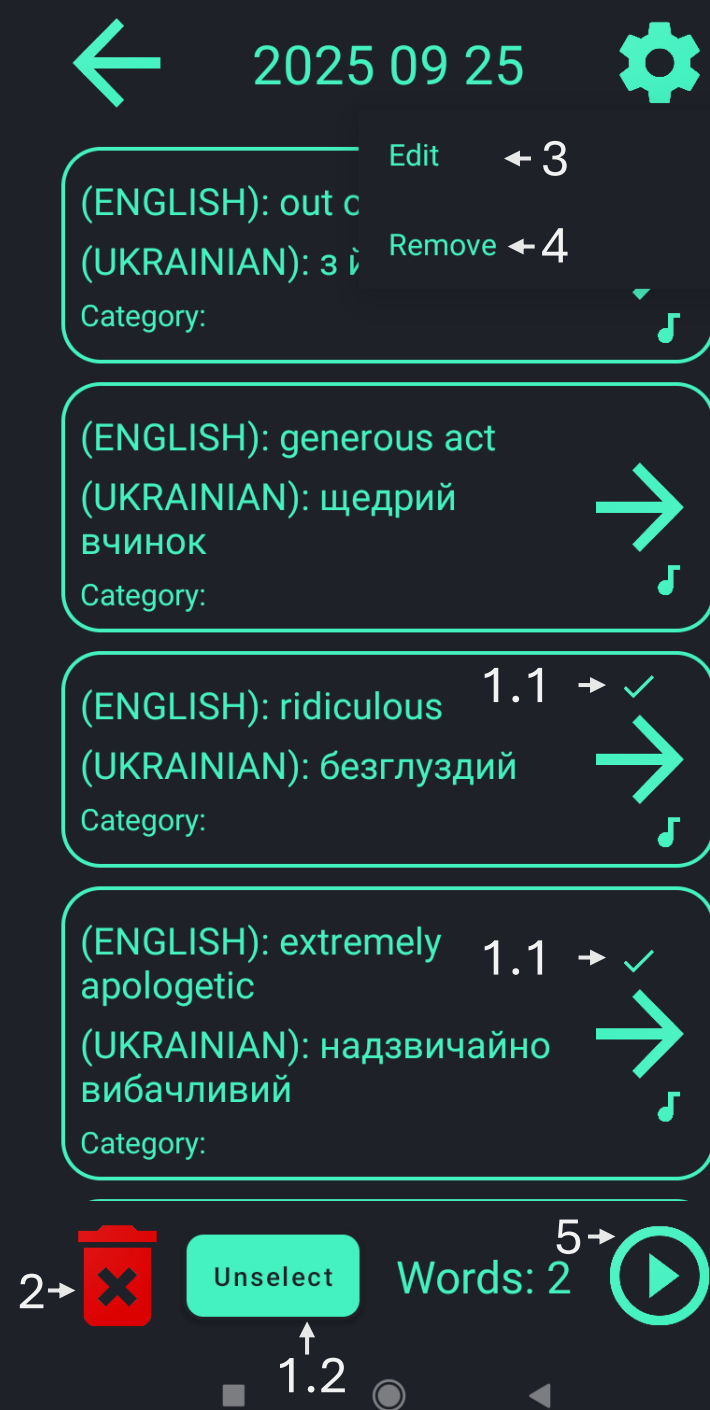 2025 09 25
Edit
3
(ENGLISH): out
Remove
4
(UKRAINIAN): з
Category:
(ENGLISH): generous act
(UKRAINIAN): щедрий
вчинок
Category:
1.1
(ENGLISH): ridiculous
(UKRAINIAN): безглуздий
Category:
(ENGLISH): extremely
1.1
apologetic
(UKRAINIAN): надзвичайно
вибачливий
Category:
5
2
Unselect
Words: 2
1.2